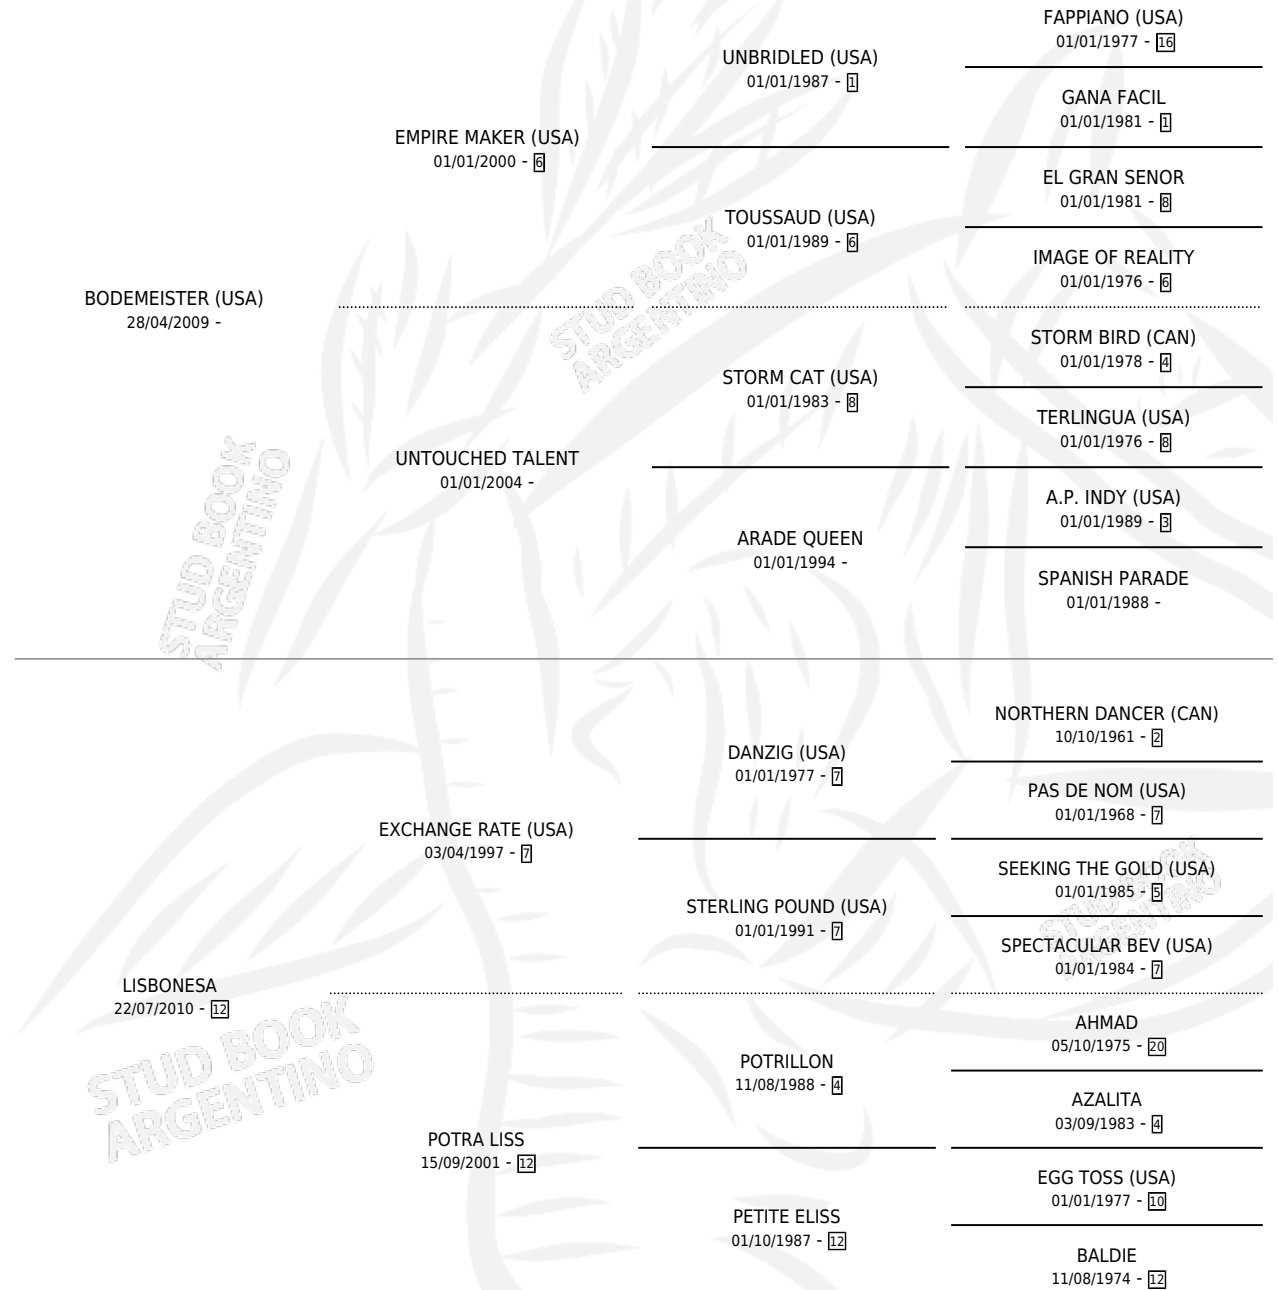 FAPPIANO (USA)
01/01/1977 - 16
UNBRIDLED (USA)
01/01/1987 - 1
GANA FACIL
01/01/1981 - 1
EMPIRE MAKER (USA)
01/01/2000 - 6
EL GRAN SENOR
01/01/1981 - 8
TOUSSAUD (USA)
01/01/1989 - 6
IMAGE OF REALITY
01/01/1976 - 6
BODEMEISTER (USA)
28/04/2009 -
STORM BIRD (CAN)
01/01/1978 - 4
STORM CAT (USA)
01/01/1983 - 8
TERLINGUA (USA)
01/01/1976 - 8
UNTOUCHED TALENT
01/01/2004 -
A.P. INDY (USA)
01/01/1989 - 3
ARADE QUEEN
01/01/1994 -
SPANISH PARADE
01/01/1988 -
NORTHERN DANCER (CAN)
10/10/1961 - 2
DANZIG (USA)
01/01/1977 - 7
PAS DE NOM (USA)
01/01/1968 - 7
EXCHANGE RATE (USA)
03/04/1997 - 7
SEEKING THE GOLD (USA)
01/01/1985 - 5
STERLING POUND (USA)
01/01/1991 - 7
SPECTACULAR BEV (USA)
01/01/1984 - 7
LISBONESA
22/07/2010 - 12
AHMAD
05/10/1975 - 20
POTRILLON
11/08/1988 - 4
AZALITA
03/09/1983 - 4
POTRA LISS
15/09/2001 - 12
EGG TOSS (USA)
01/01/1977 - 10
PETITE ELISS
01/10/1987 - 12
BALDIE
11/08/1974 - 12
STUD BOOK
ARGENTINO
STUD BOOK
ARGENTINO
STUD BOOK
ARGENTINO
STUD BOOK
ARGENTINO